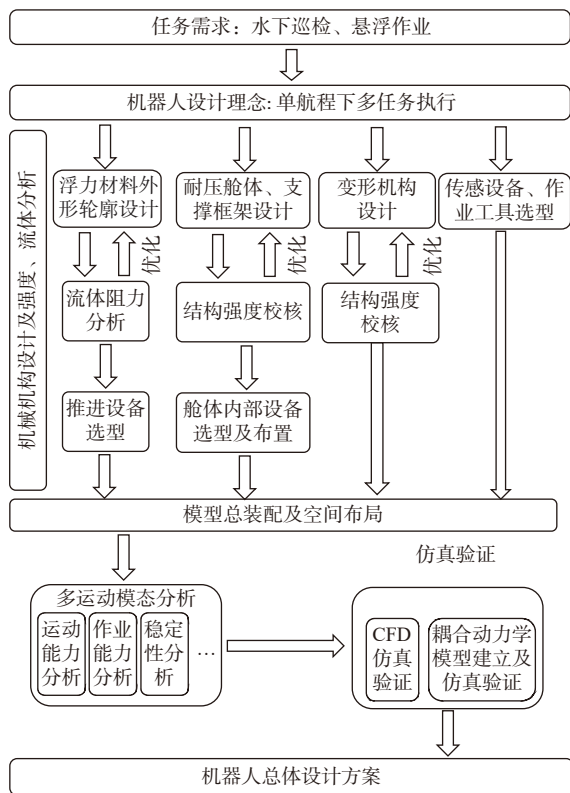 任务需求：水下巡检、悬浮作业
机器人设计理念:单航程下多任务执行
机械机构设计及强度、流体分析
浮力材料外
形轮廓设计
耐压舱体、支
撑框架设计
变形机构
设计
传感设备、作
业工具选型
优化
优化
优化
流体阻力
分析
结构强度校核
结构强度
校核
推进设备
选型
舱体内部设备
选型及布置
模型总装配及空间布局
仿真验证
多运动模态分析
运动
能力
分析
作业
能力
分析
稳定
性分
析
…
CFD
仿真
验证
耦合动力学
模型建立及
仿真验证
机器人总体设计方案